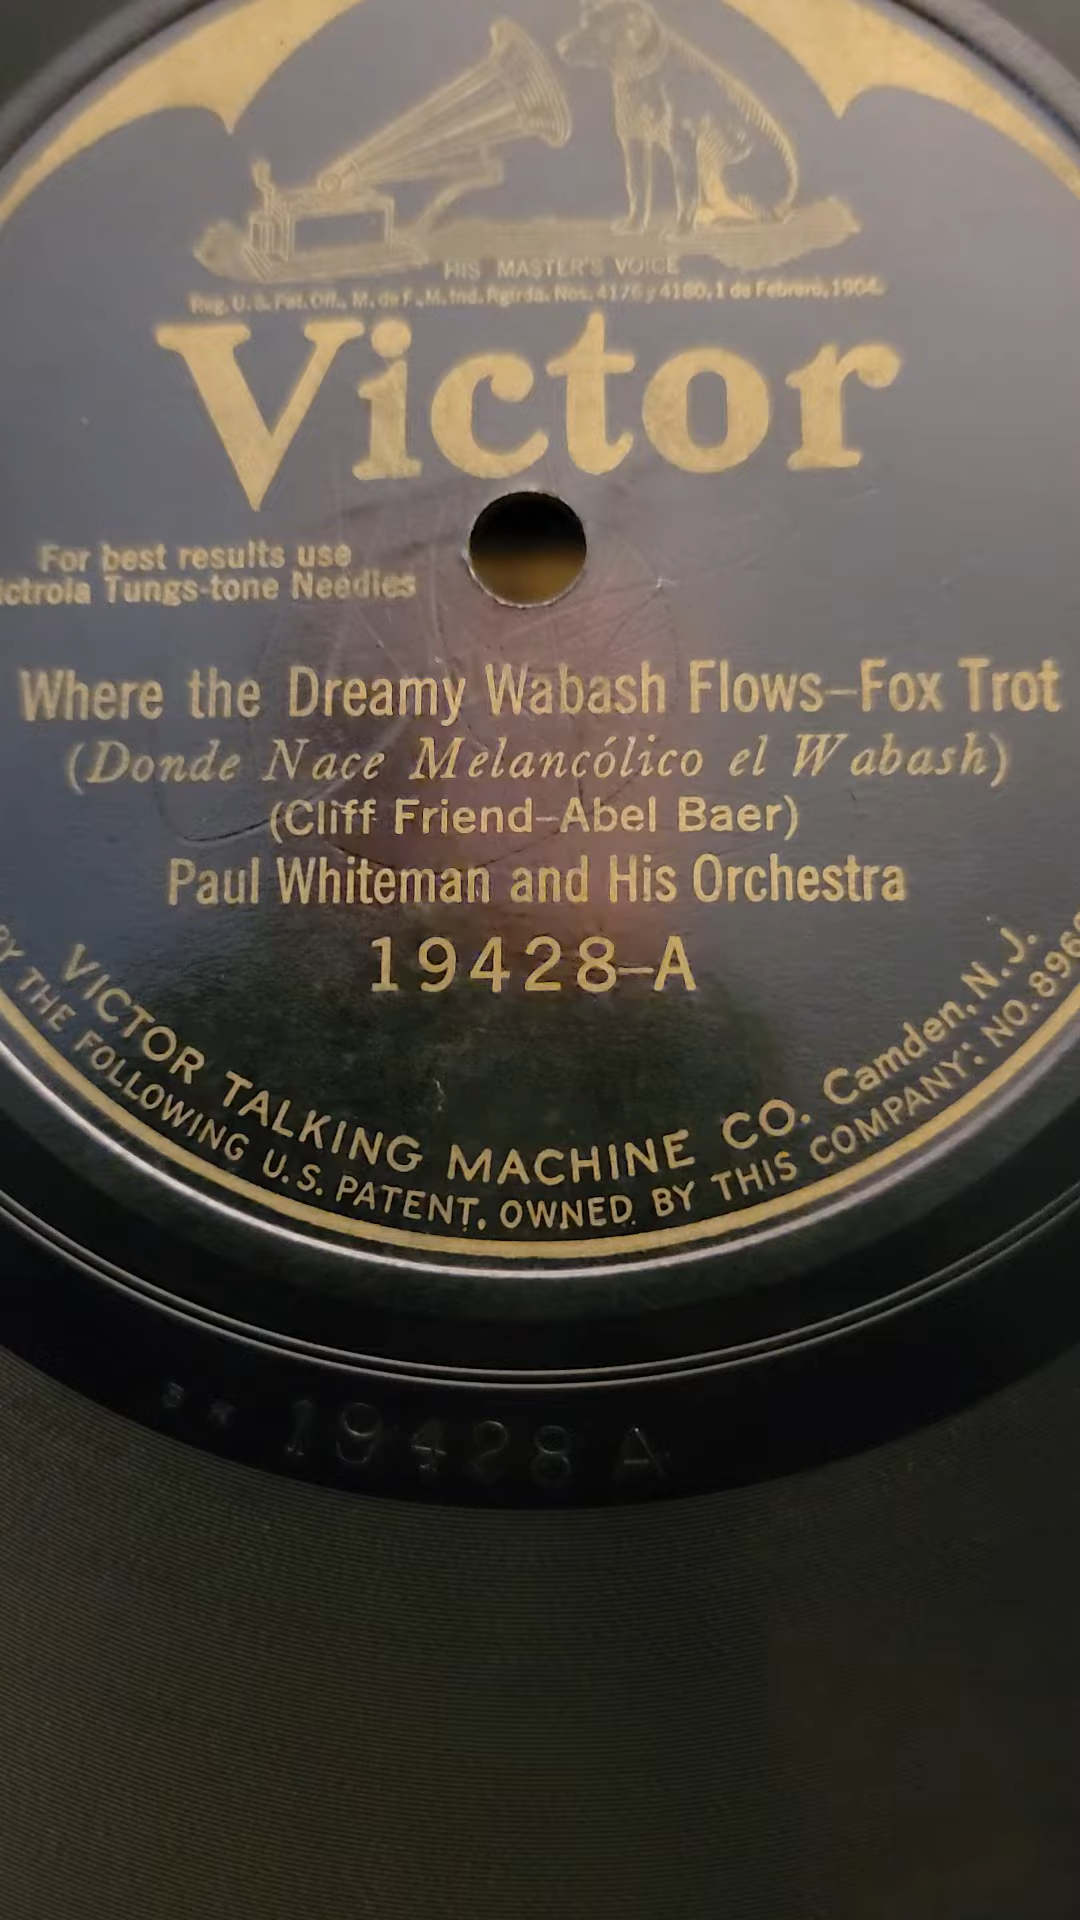 HIS MASTER'S VOICE
Reg. U.S. Pat. Off., M. de F., M. Ind. Rgtrda. Nos. 4176 y 4180, 1 de Febrero, 1904.
Victor
For best results use
ictrola Tungs-tone Needles
Where the Dreamy Wabash Flows–Fox Trot
(Donde Nace Melancólico el Wabash)
(Cliff Friend–Abel Baer)
Paul Whiteman and His Orchestra
19428–A
VICTOR TALKING MACHINE CO. Camden, N.J.
THE FOLLOWING U.S. PATENT. OWNED BY THIS COMPANY: NO. 896
19428 A